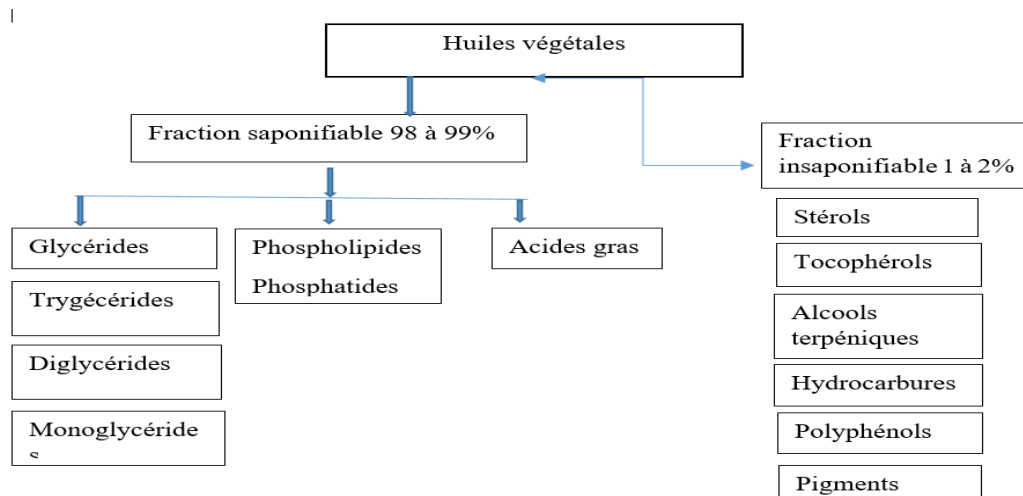 Huiles végétales
Fraction saponifiable 98 à 99%
Fraction
insaponifiable 1 à 2%
Glycérides
Trygécérides
Diglycérides
Monoglycéride
s
Phospholipides
Phosphatides
Acides gras
Stérols
Tocophérols
Alcools
terpéniques
Hydrocarbures
Polyphénols
Pigments